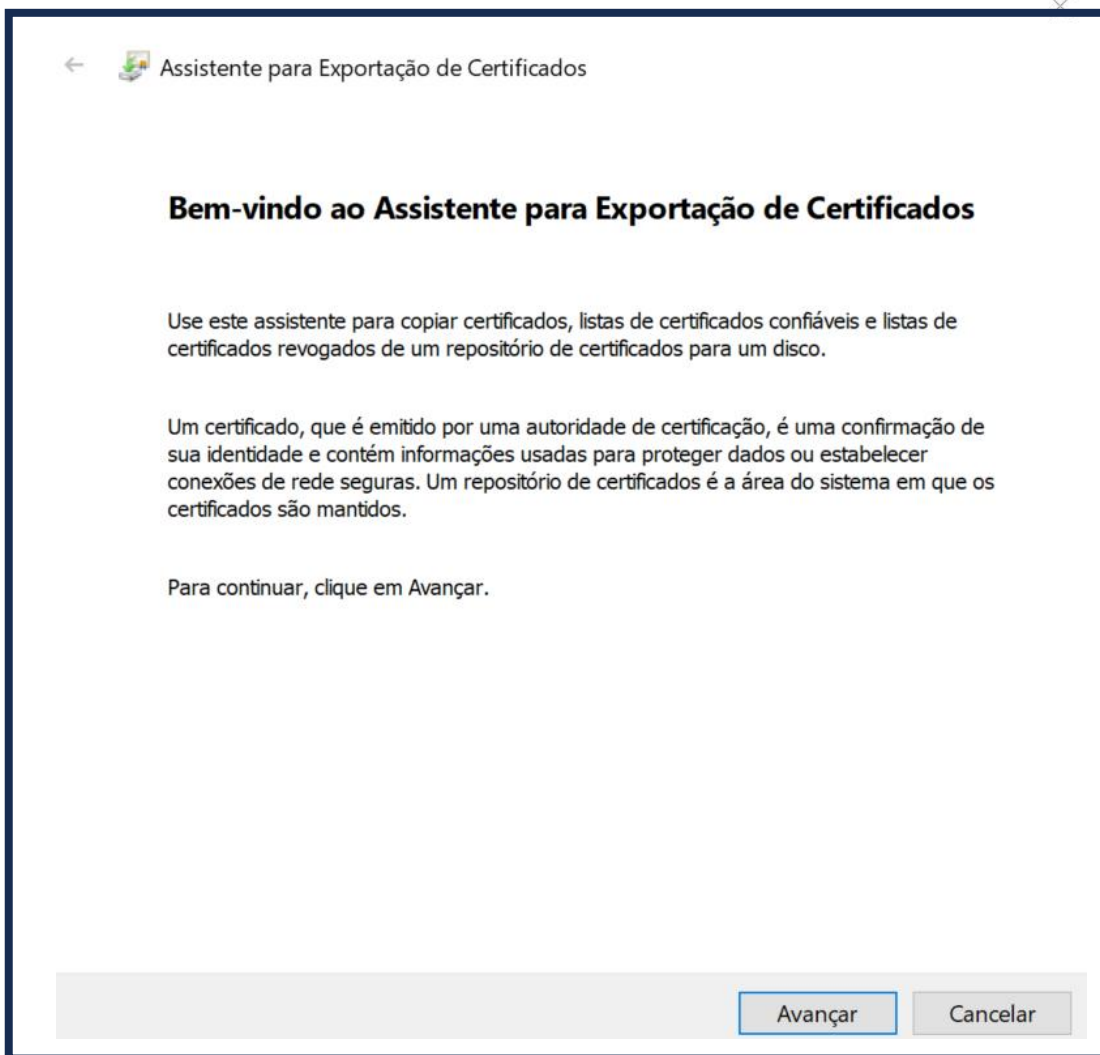 Assistente para Exportação de Certificados
Bem-vindo ao Assistente para Exportação de Certificados
Use este assistente para copiar certificados, listas de certificados confiáveis e listas de
certificados revogados de um repositório de certificados para um disco.
Um certificado, que é emitido por uma autoridade de certificação, é uma confirmação de
sua identidade e contém informações usadas para proteger dados ou estabelecer
conexões de rede seguras. Um repositório de certificados é a área do sistema em que os
certificados são mantidos.
Para continuar, clique em Avançar.
Avançar
Cancelar